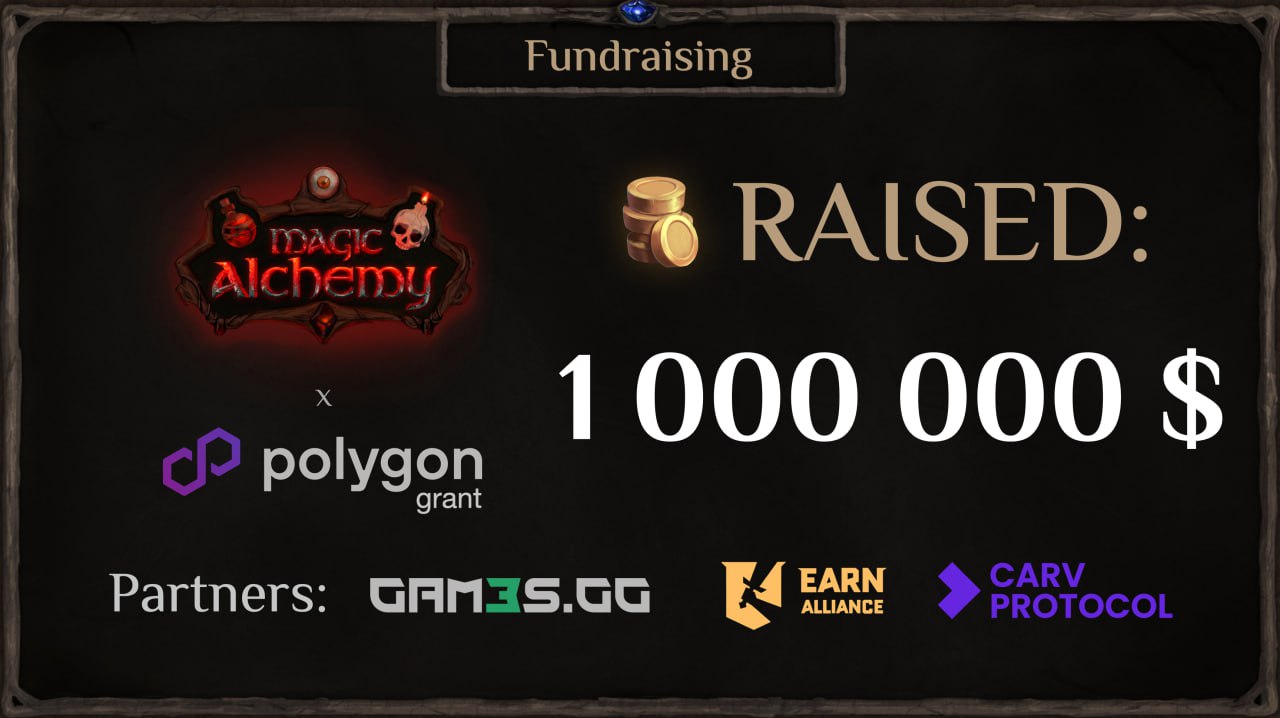 Fundraising
MAGIC
Alchemy
x
polygon
grant
RAISED:
1 000 000 $
Partners:
GAM3S.GG
EARN
ALLIANCE
CARV
PROTOCOL